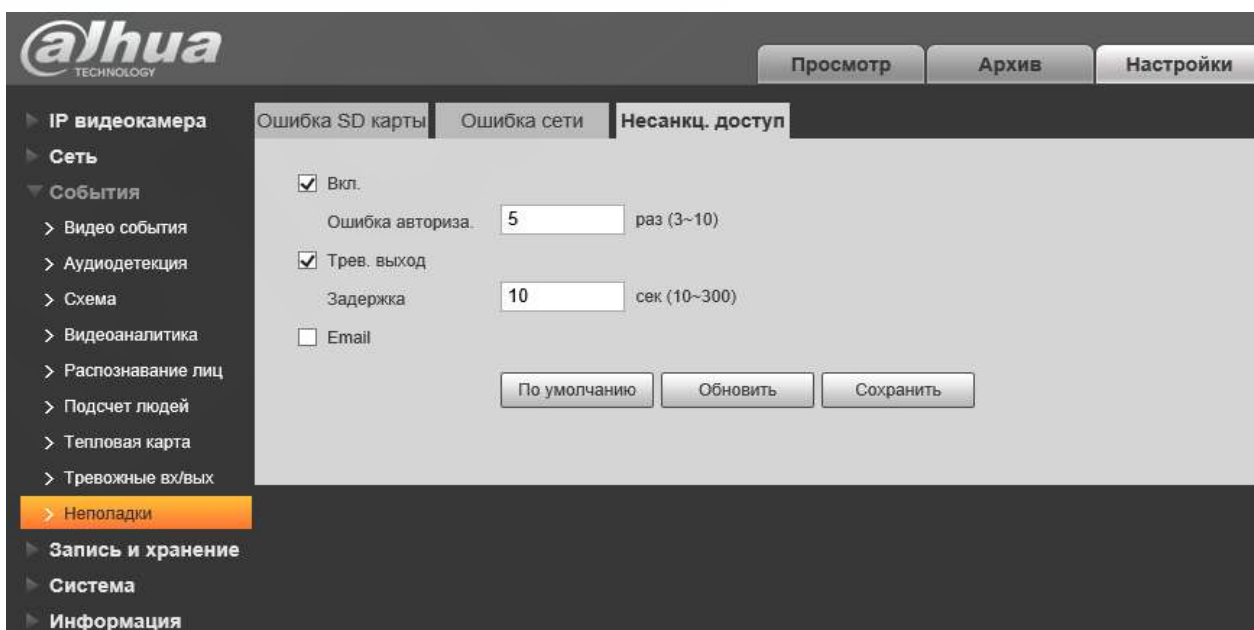 alhua
TECHNOLOGY
Просмотр
Архив
Настройки
IP видеокамера
Сеть
События
Видео события
Аудиодетекция
Схема
Видеоаналитика
Распознавание лиц
Подсчет людей
Тепловая карта
Тревожные вх/вых
Неполадки
Запись и хранение
Система
Информация
Ошибка SD карты
Ошибка сети
Несанкц. доступ
Вкл.
Ошибка авториза. 5 раз (3~10)
Трев. выход
Задержка 10 сек (10~300)
Email
По умолчанию
Обновить
Сохранить